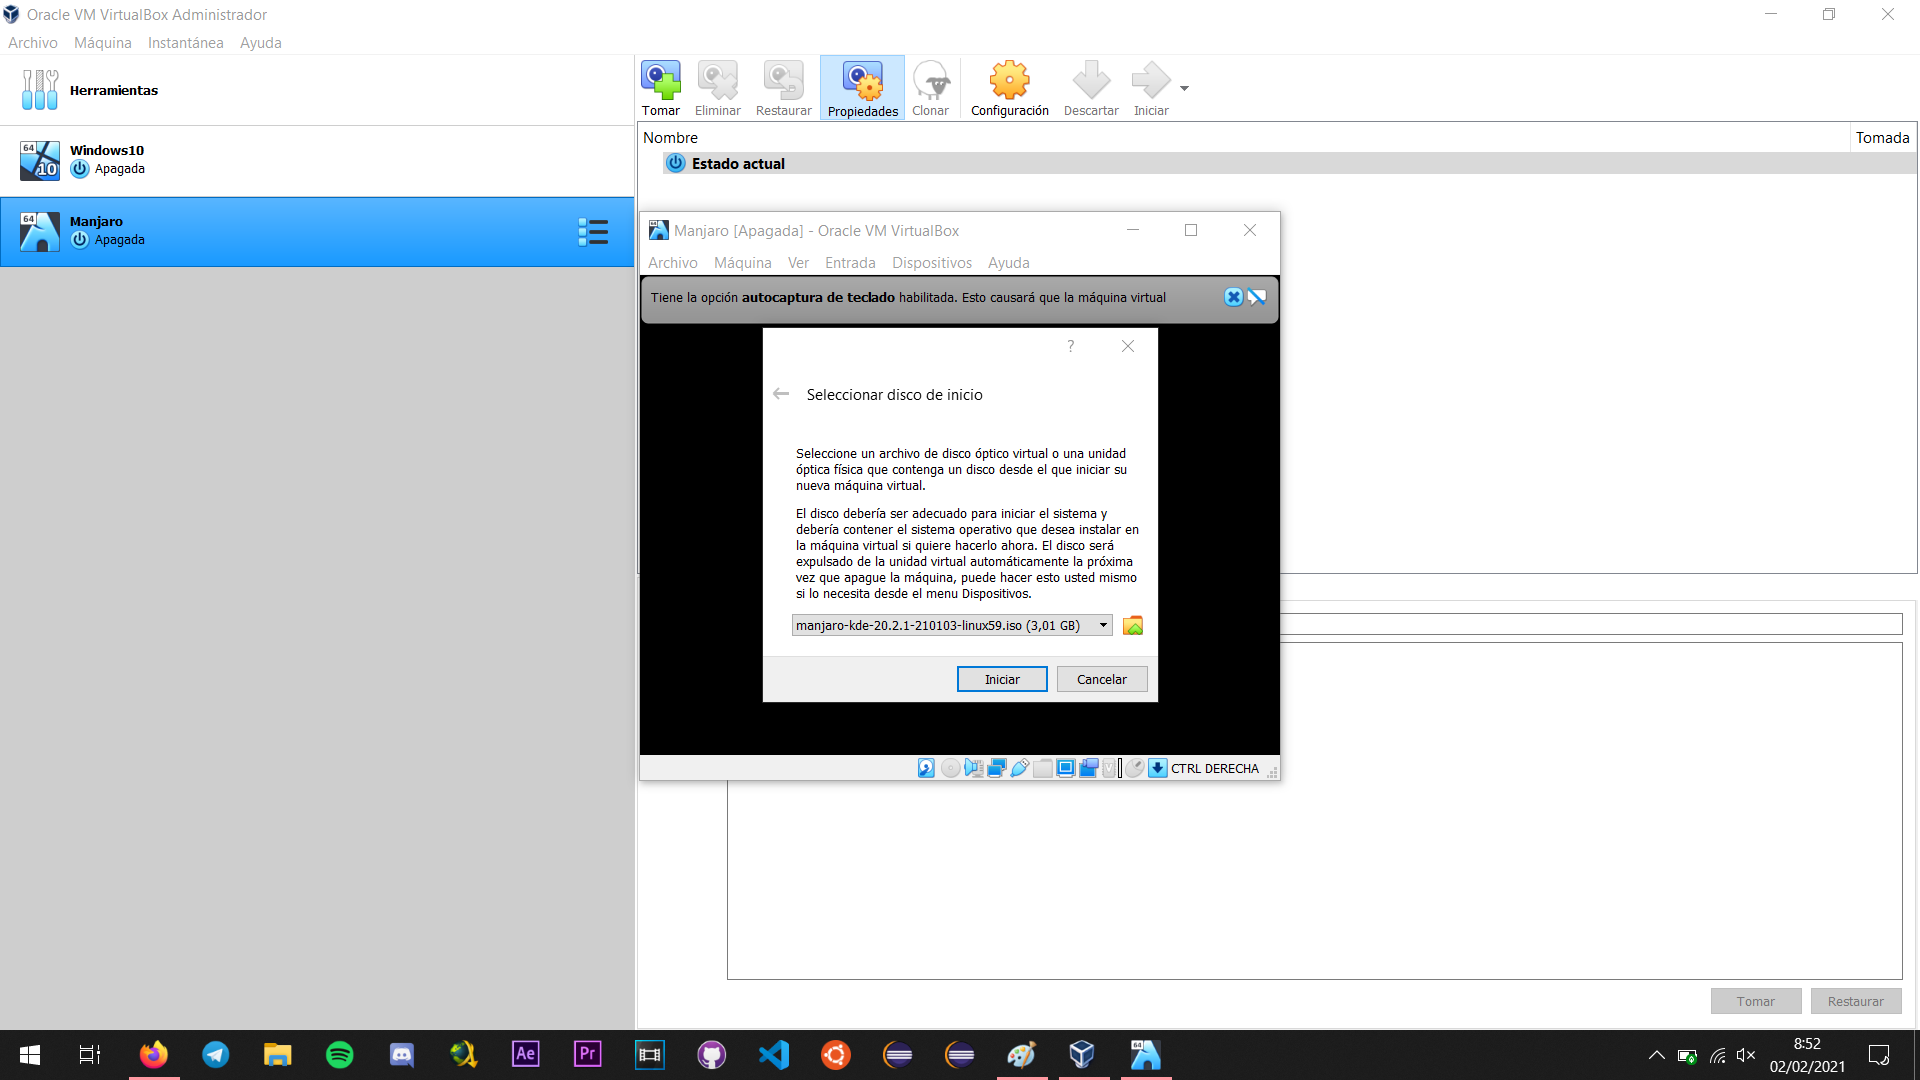 Oracle VM VirtualBox Administrador
Archivo Máquina Instantánea Ayuda
Herramientas
64
10
Windows10
Apagada
64
Manjaro
Apagada
Tomar Eliminar Restaurar Propiedades Clonar Configuración Descartar Iniciar
Nombre Tomada
Estado actual
64
Manjaro [Apagada] - Oracle VM VirtualBox
Archivo Máquina Ver Entrada Dispositivos Ayuda
Tiene la opción autocaptura de teclado habilitada. Esto causará que la máquina virtual
?
Seleccionar disco de inicio
Seleccione un archivo de disco óptico virtual o una unidad
óptica física que contenga un disco desde el que iniciar su
nueva máquina virtual.
El disco debería ser adecuado para iniciar el sistema y
debería contener el sistema operativo que desea instalar en
la máquina virtual si quiere hacerlo ahora. El disco será
expulsado de la unidad virtual automáticamente la próxima
vez que apague la máquina, puede hacer esto usted mismo
si lo necesita desde el menu Dispositivos.
manjaro-kde-20.2.1-210103-linux59.iso (3,01 GB)
Iniciar Cancelar
CTRL DERECHA
Tomar Restaurar
Ae Pr 64
8:52
02/02/2021